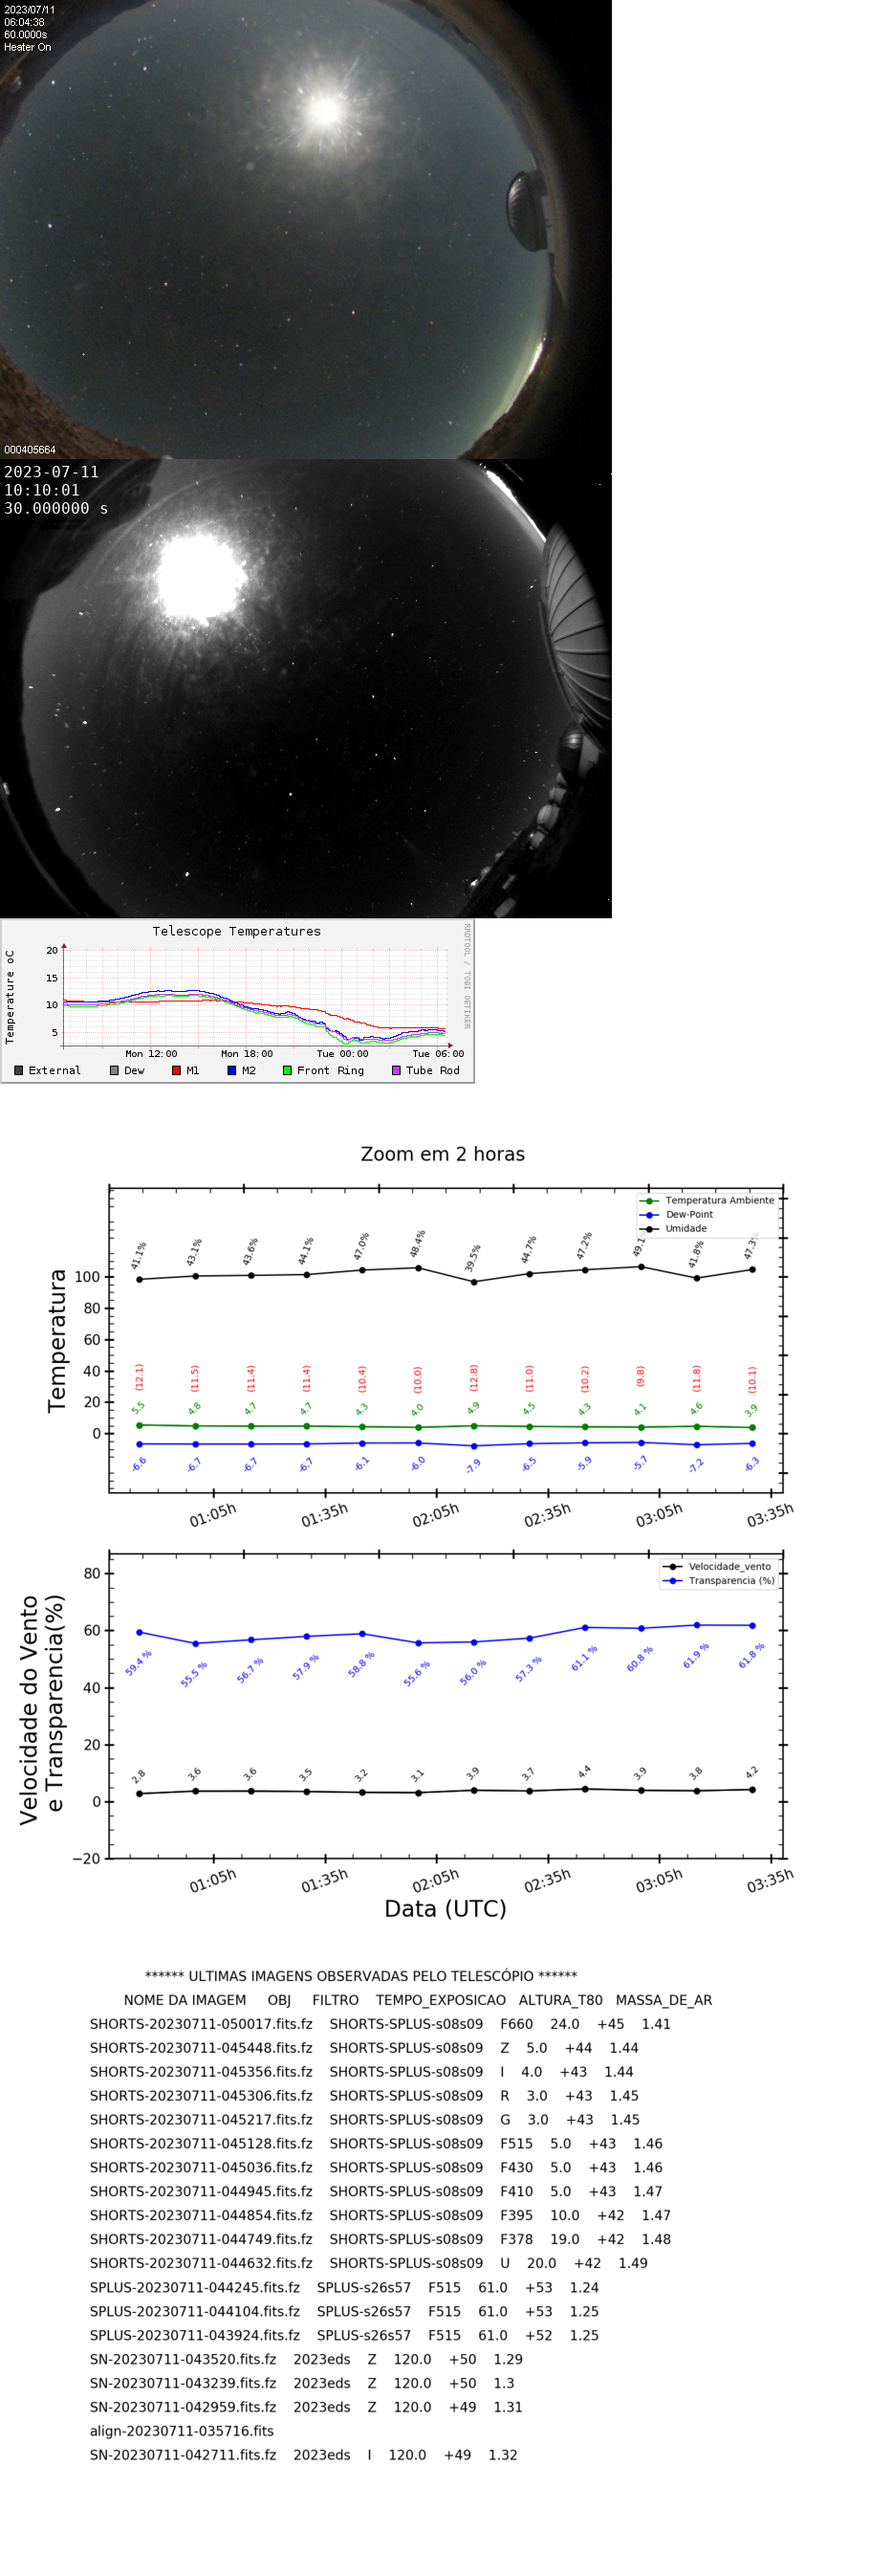 2023/07/11
06:04:38
60.0000s
Heater On
000405664
2023-07-11
10:10:01
30.000000 s
Telescope Temperatures
Temperature oC
RRDTOOL / TOBI OETIKER
20
15
10
5
Mon 12:00 Mon 18:00 Tue 00:00 Tue 06:00
External Dew M1 M2 Front Ring Tube Rod
Zoom em 2 horas
Temperatura
Temperatura Ambiente
Dew-Point
Umidade
41.1% 43.1% 43.6% 44.1% 47.0% 48.4% 39.5% 44.7% 47.2% 49.1 41.8% 47.3%
100
80
60
40
20
0
(12.1) (11.5) (11.4) (11.4) (10.4) (10.0) (12.8) (11.0) (10.2) (9.8) (11.8) (10.1)
5.5 4.8 4.7 4.7 4.3 4.0 4.9 4.5 4.3 4.1 4.6 3.9
-6.6 -6.7 -6.7 -6.7 -6.1 -6.0 -7.9 -6.5 -5.9 -5.7 -7.2 -6.3
01:05h 01:35h 02:05h 02:35h 03:05h 03:35h
Velocidade do Vento
e Transparencia(%)
Velocidade_vento
Transparencia (%)
80
60
40
20
0
−20
59.4 % 55.5 % 56.7 % 57.9 % 58.8 % 55.6 % 56.0 % 57.3 % 61.1 % 60.8 % 61.9 % 61.8 %
2.8 3.6 3.6 3.5 3.2 3.1 3.9 3.7 4.4 3.9 3.8 4.2
01:05h 01:35h 02:05h 02:35h 03:05h 03:35h
Data (UTC)
****** ULTIMAS IMAGENS OBSERVADAS PELO TELESCÓPIO ******
NOME DA IMAGEM OBJ FILTRO TEMPO_EXPOSICAO ALTURA_T80 MASSA_DE_AR
SHORTS-20230711-050017.fits.fz SHORTS-SPLUS-s08s09 F660 24.0 +45 1.41
SHORTS-20230711-045448.fits.fz SHORTS-SPLUS-s08s09 Z 5.0 +44 1.44
SHORTS-20230711-045356.fits.fz SHORTS-SPLUS-s08s09 I 4.0 +43 1.44
SHORTS-20230711-045306.fits.fz SHORTS-SPLUS-s08s09 R 3.0 +43 1.45
SHORTS-20230711-045217.fits.fz SHORTS-SPLUS-s08s09 G 3.0 +43 1.45
SHORTS-20230711-045128.fits.fz SHORTS-SPLUS-s08s09 F515 5.0 +43 1.46
SHORTS-20230711-045036.fits.fz SHORTS-SPLUS-s08s09 F430 5.0 +43 1.46
SHORTS-20230711-044945.fits.fz SHORTS-SPLUS-s08s09 F410 5.0 +43 1.47
SHORTS-20230711-044854.fits.fz SHORTS-SPLUS-s08s09 F395 10.0 +42 1.47
SHORTS-20230711-044749.fits.fz SHORTS-SPLUS-s08s09 F378 19.0 +42 1.48
SHORTS-20230711-044632.fits.fz SHORTS-SPLUS-s08s09 U 20.0 +42 1.49
SPLUS-20230711-044245.fits.fz SPLUS-s26s57 F515 61.0 +53 1.24
SPLUS-20230711-044104.fits.fz SPLUS-s26s57 F515 61.0 +53 1.25
SPLUS-20230711-043924.fits.fz SPLUS-s26s57 F515 61.0 +52 1.25
SN-20230711-043520.fits.fz 2023eds Z 120.0 +50 1.29
SN-20230711-043239.fits.fz 2023eds Z 120.0 +50 1.3
SN-20230711-042959.fits.fz 2023eds Z 120.0 +49 1.31
align-20230711-035716.fits
SN-20230711-042711.fits.fz 2023eds I 120.0 +49 1.32